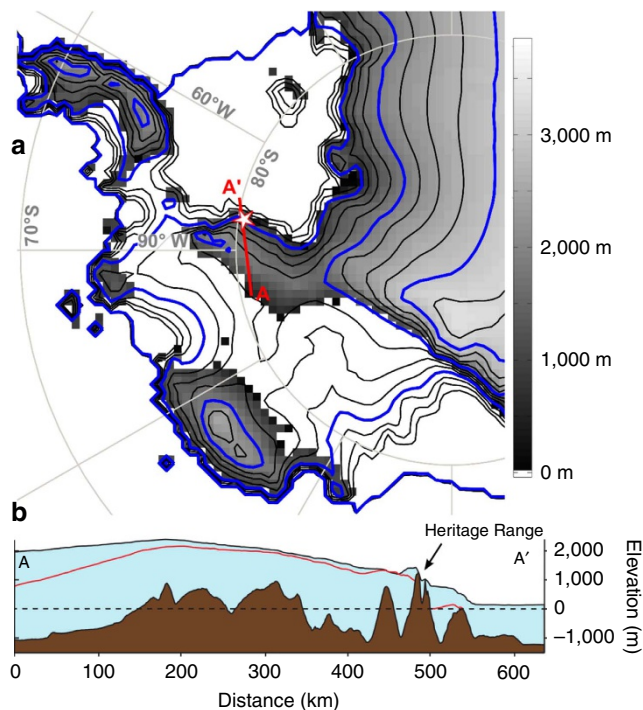 a
60°W
80°S
70°S
90° W
A'
A
3,000 m
2,000 m
1,000 m
0 m
b
Heritage Range
A
A′
2,000
1,000
0
−1,000
Elevation (m)
0
100
200
300
400
500
600
Distance (km)